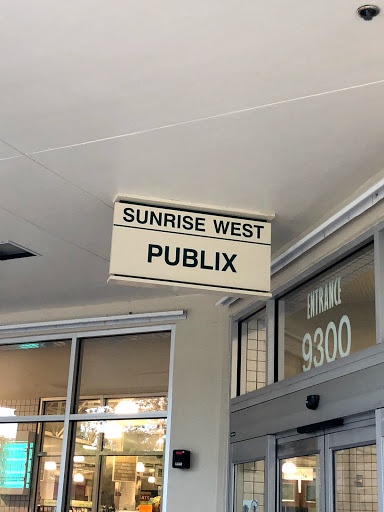 SUNRISE WEST
PUBLIX
ENTRANCE
9300